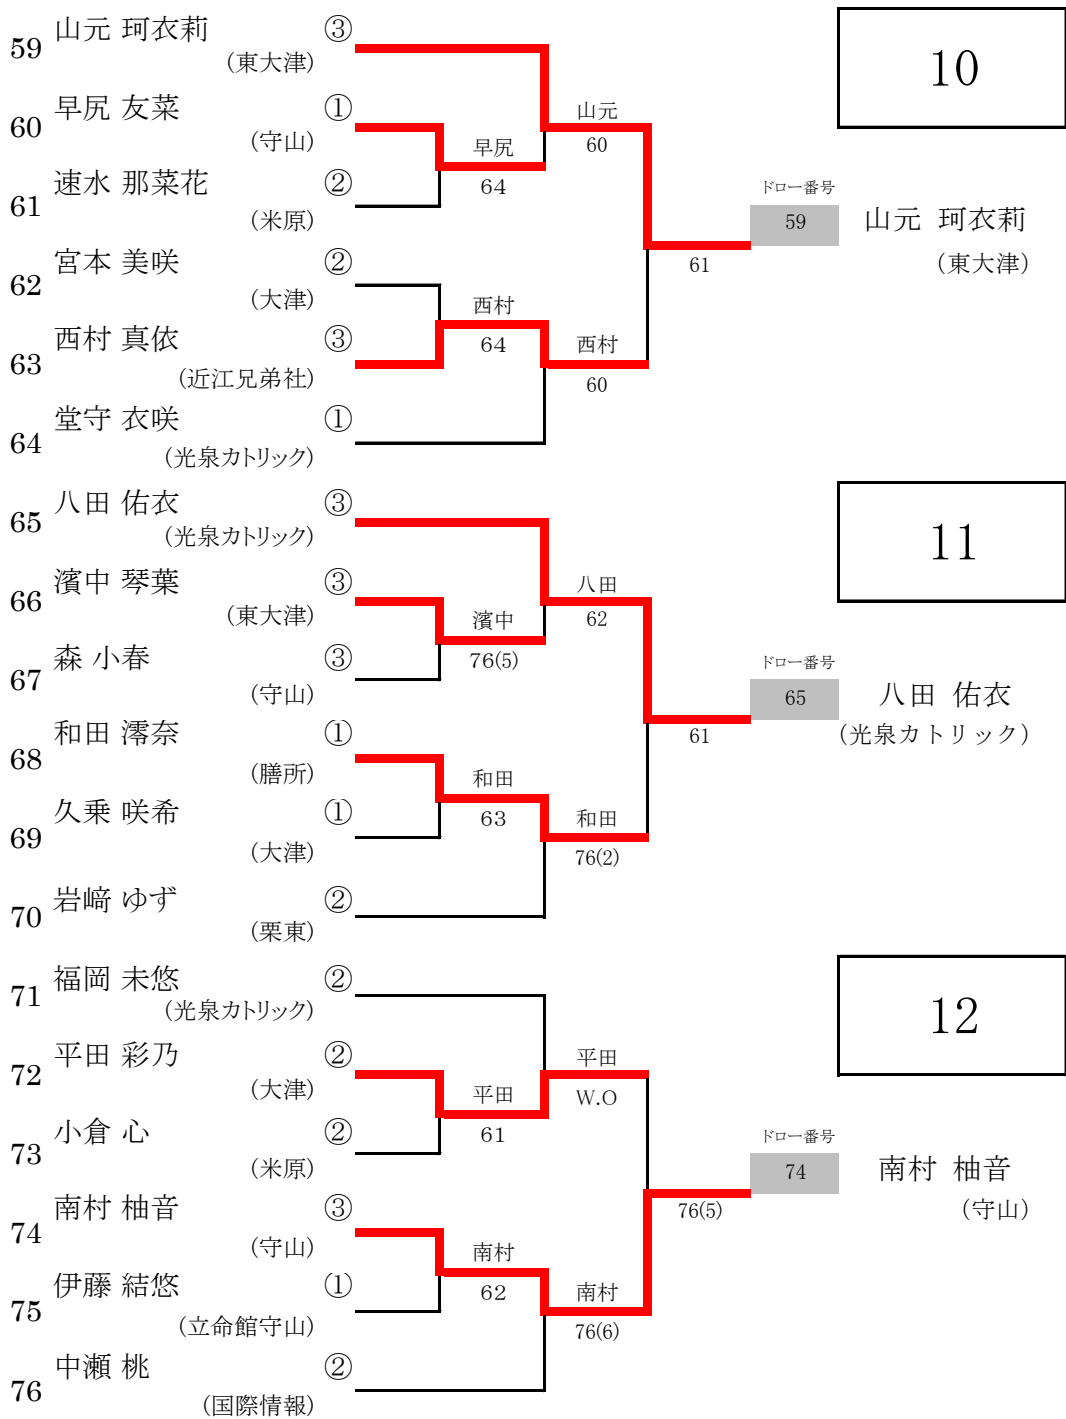 59 山元 珂衣莉 ③
(東大津)
60 早尻 友菜 ①
(守山)
61 速水 那菜花 ②
(米原)
62 宮本 美咲 ②
(大津)
63 西村 真依 ③
(近江兄弟社)
64 堂守 衣咲 ①
(光泉カトリック)
早尻
64
西村
64
山元
60
西村
60
61
10
ドロー番号
59 山元 珂衣莉
(東大津)
65 八田 佑衣 ③
(光泉カトリック)
66 濱中 琴葉 ③
(東大津)
67 森 小春 ③
(守山)
68 和田 澪奈 ①
(膳所)
69 久乗 咲希 ①
(大津)
70 岩﨑 ゆず ②
(栗東)
濱中
76(5)
和田
63
八田
62
和田
76(2)
61
11
ドロー番号
65 八田 佑衣
(光泉カトリック)
71 福岡 未悠 ②
(光泉カトリック)
72 平田 彩乃 ②
(大津)
73 小倉 心 ②
(米原)
74 南村 柚音 ③
(守山)
75 伊藤 結悠 ①
(立命館守山)
76 中瀬 桃 ②
(国際情報)
平田
61
南村
62
平田
W.O
南村
76(6)
76(5)
12
ドロー番号
74 南村 柚音
(守山)